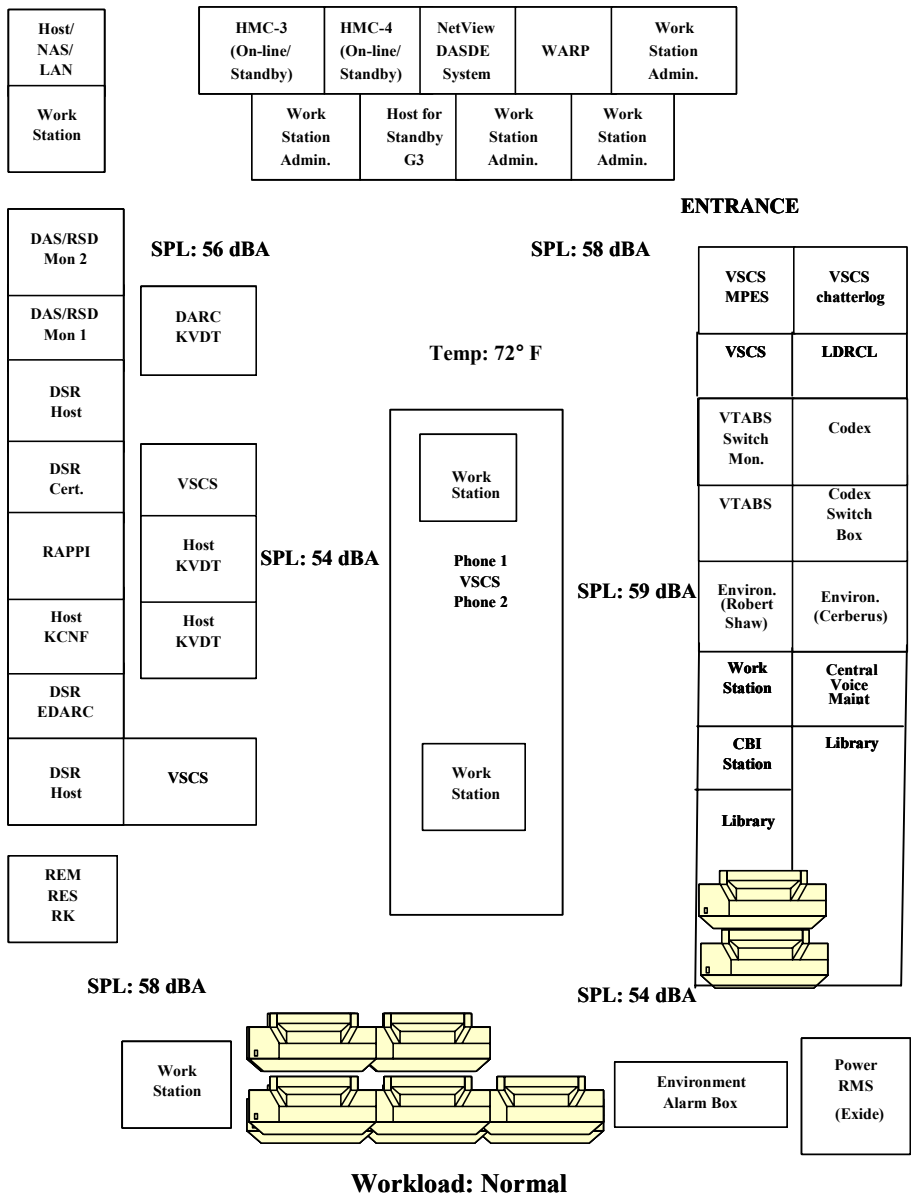 Host/
NAS/
LAN
Work
Station
HMC-3
(On-line/
Standby)
HMC-4
(On-line/
Standby)
NetView
DASDE
System
WARP
Work
Station
Admin.
Work
Station
Admin.
Host for
Standby
G3
Work
Station
Admin.
Work
Station
Admin.
ENTRANCE
DAS/RSD
Mon 2
SPL: 56 dBA
SPL: 58 dBA
DAS/RSD
Mon 1
DARC
KVDT
Temp: 72° F
DSR
Host
DSR
Cert.
VSCS
RAPPI
Host
KVDT
SPL: 54 dBA
Host
KCNF
Host
KVDT
DSR
EDARC
DSR
Host
VSCS
REM
RES
RK
Work
Station
Phone 1
VSCS
Phone 2
Work
Station
SPL: 59 dBA
VSCS
MPES
VSCS
chatterlog
VSCS
LDRCL
VTABS
Switch
Mon.
Codex
VTABS
Codex
Switch
Box
Environ.
(Robert
Shaw)
Environ.
(Cerberus)
Work
Station
Central
Voice
Maint
CBI
Station
Library
Library
SPL: 58 dBA
SPL: 54 dBA
Work
Station
Environment
Alarm Box
Power
RMS
(Exide)
Workload: Normal